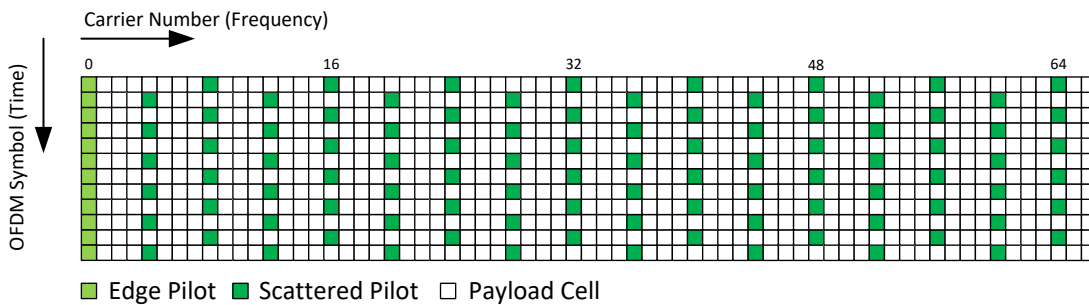 Carrier Number (Frequency)
0 16 32 48 64
OFDM Symbol (Time)
Edge Pilot Scattered Pilot Payload Cell